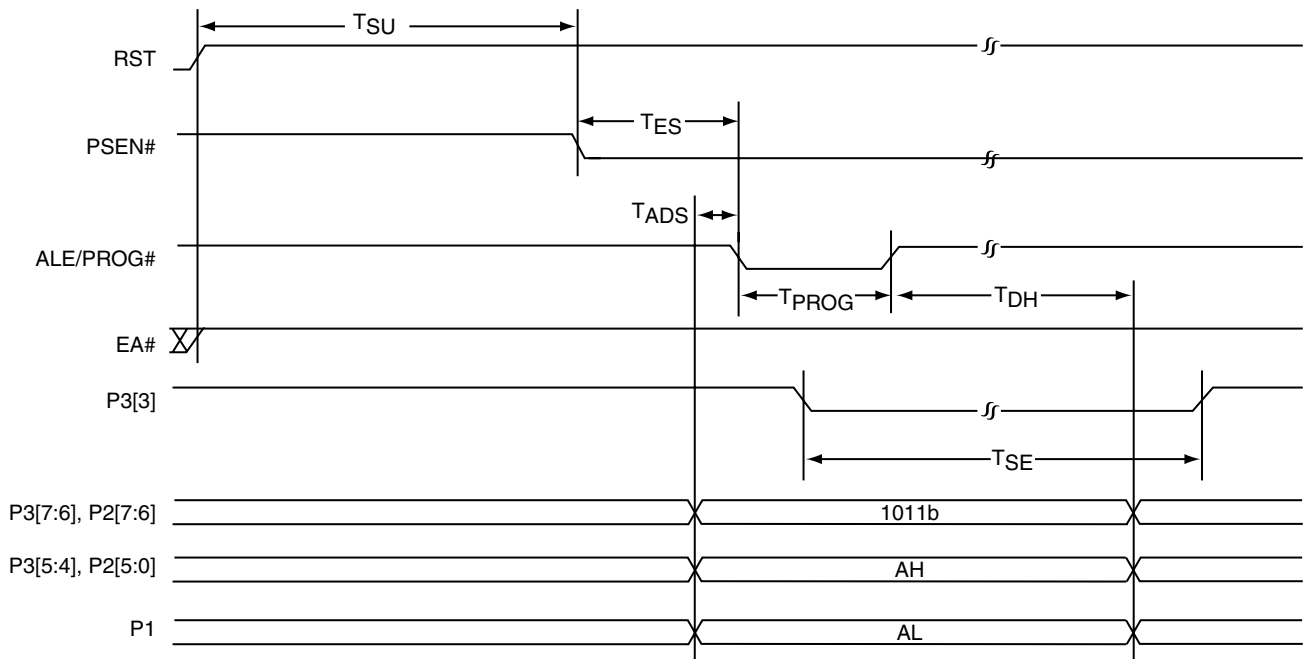 TSU
RST
TES
PSEN#
TADS
ALE/PROG#
TPROG
TDH
EA#
P3[3]
TSE
P3[7:6], P2[7:6]
1011b
P3[5:4], P2[5:0]
AH
P1
AL